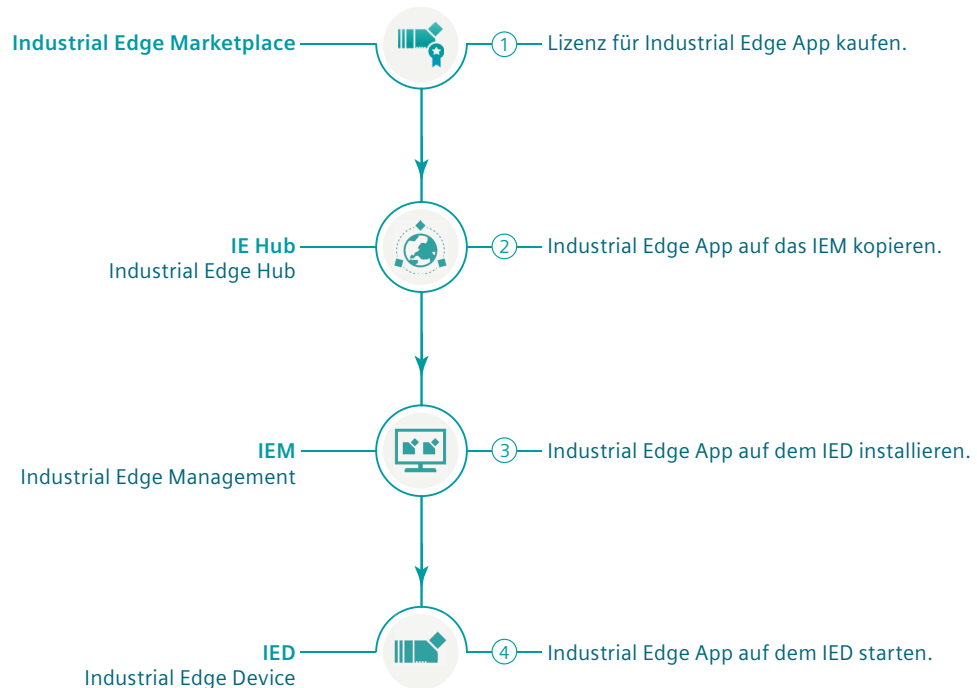 Industrial Edge Marketplace
1 Lizenz für Industrial Edge App kaufen.
IE Hub
Industrial Edge Hub
2 Industrial Edge App auf das IEM kopieren.
IEM
Industrial Edge Management
3 Industrial Edge App auf dem IED installieren.
IED
Industrial Edge Device
4 Industrial Edge App auf dem IED starten.